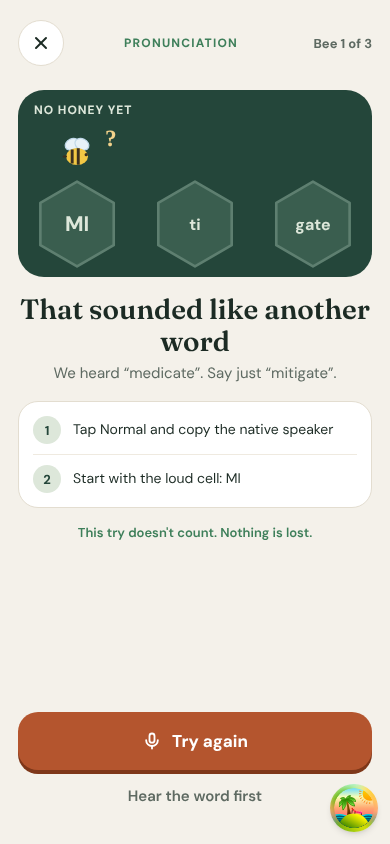 PRONUNCIATION
Bee 1 of 3
NO HONEY YET
?
MI
ti
gate
That sounded like another
word
We heard “medicate”. Say just “mitigate”.
1 Tap Normal and copy the native speaker
2 Start with the loud cell: MI
This try doesn't count. Nothing is lost.
Try again
Hear the word first